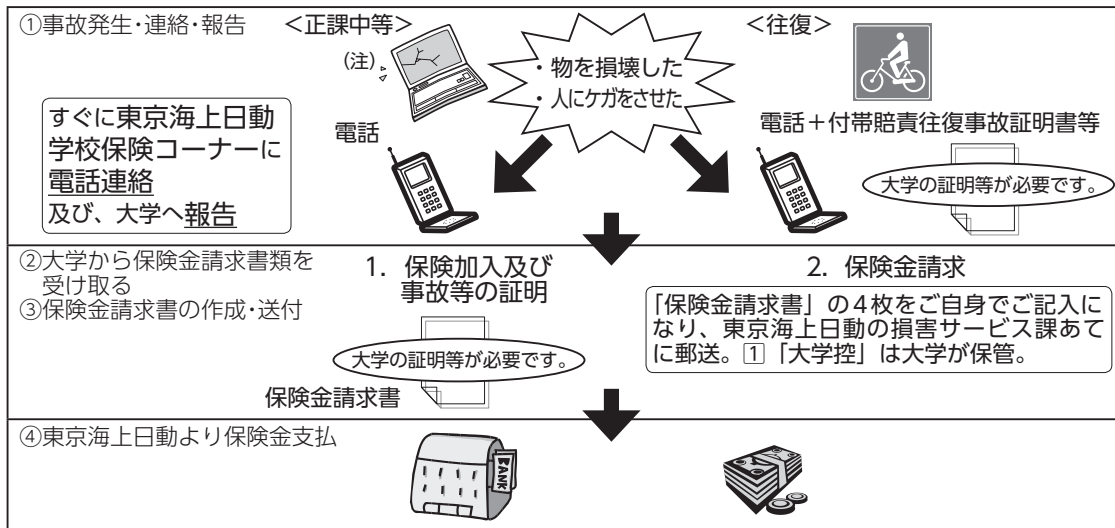 ①事故発生・連絡・報告
＜正課中等＞
(注)
・物を損壊した
・人にケガをさせた
＜往復＞
すぐに東京海上日動
学校保険コーナーに
電話連絡
及び、大学へ報告
電話
電話＋付帯賠責往復事故証明書等
大学の証明等が必要です。
②大学から保険金請求書類を
受け取る
③保険金請求書の作成・送付
1. 保険加入及び
事故等の証明
大学の証明等が必要です。
保険金請求書
2. 保険金請求
「保険金請求書」の４枚をご自身でご記入に
なり、東京海上日動の損害サービス課あて
に郵送。1「大学控」は大学が保管。
④東京海上日動より保険金支払
BANK